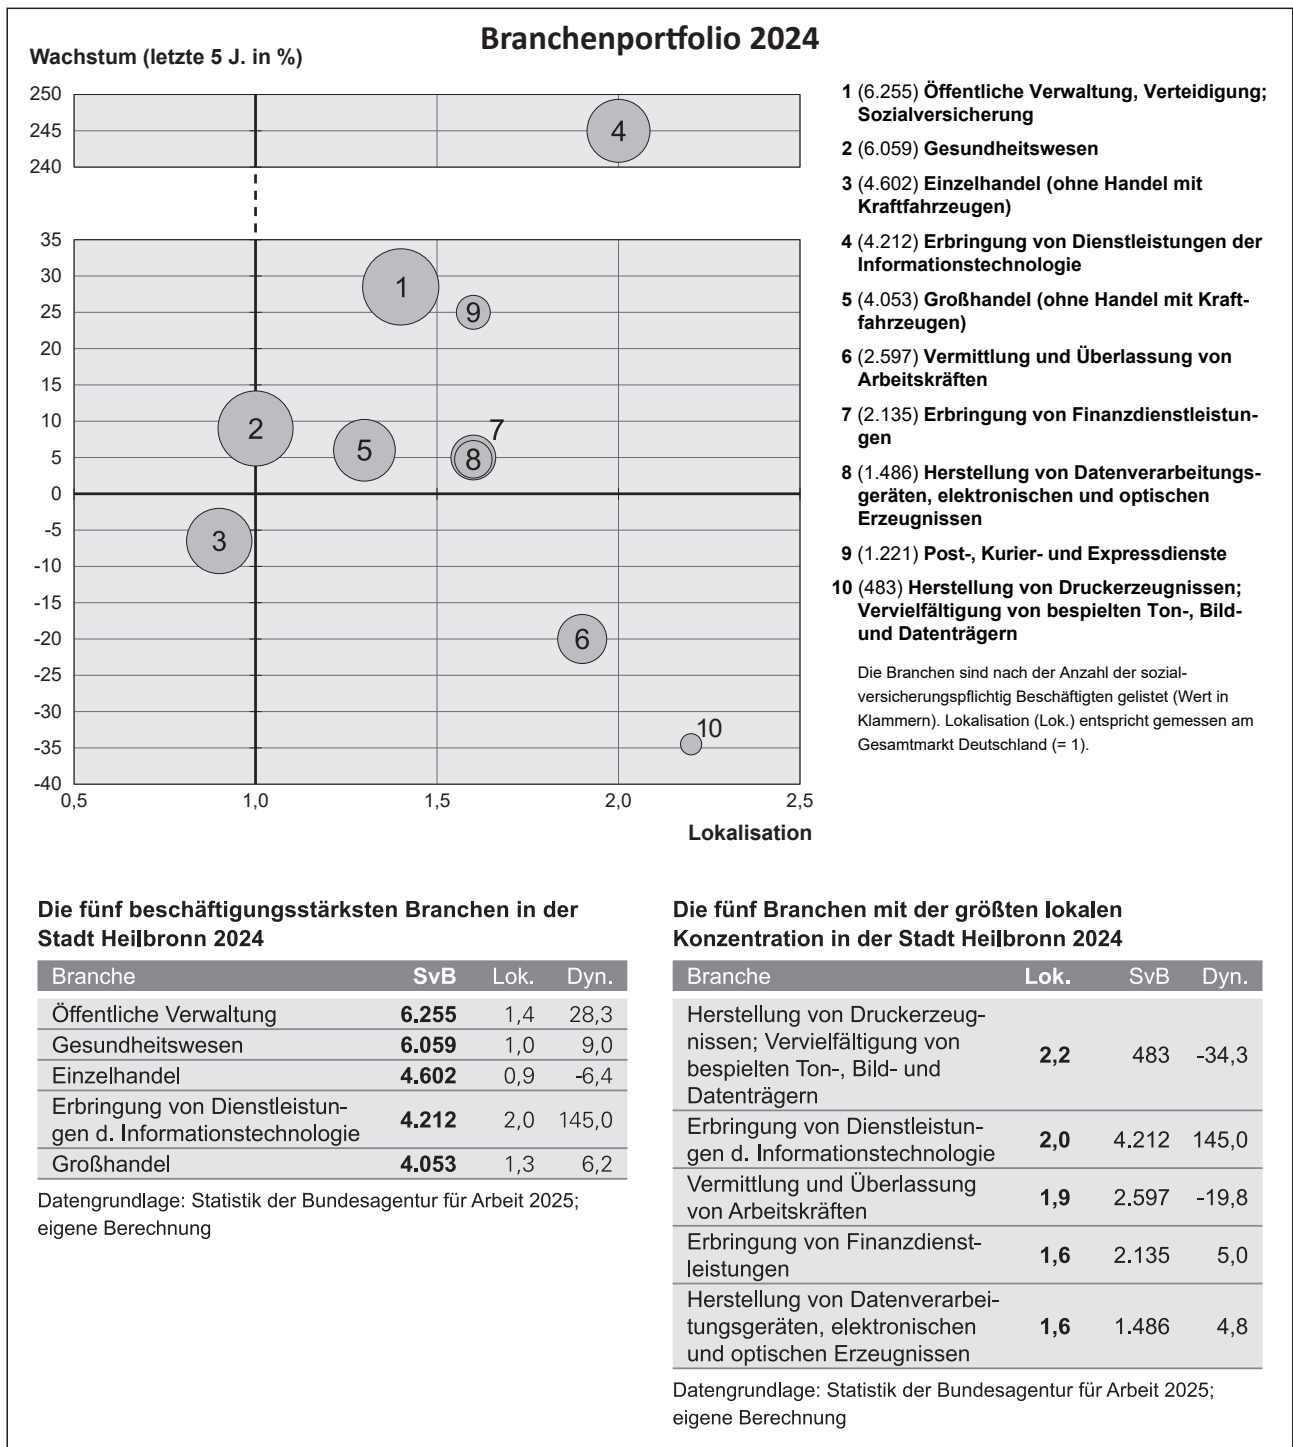 Branchenportfolio 2024
Wachstum (letzte 5 J. in %)
250
245
240
35
30
25
20
15
10
5
0
-5
-10
-15
-20
-25
-30
-35
-40
0,5
1,0
1,5
2,0
2,5
Lokalisation
4
1
9
2
5
7
8
3
6
10
1 (6.255) Öffentliche Verwaltung, Verteidigung;
Sozialversicherung
2 (6.059) Gesundheitswesen
3 (4.602) Einzelhandel (ohne Handel mit
Kraftfahrzeugen)
4 (4.212) Erbringung von Dienstleistungen der
Informationstechnologie
5 (4.053) Großhandel (ohne Handel mit Kraft-
fahrzeugen)
6 (2.597) Vermittlung und Überlassung von
Arbeitskräften
7 (2.135) Erbringung von Finanzdienstleistun-
gen
8 (1.486) Herstellung von Datenverarbeitungs-
geräten, elektronischen und optischen
Erzeugnissen
9 (1.221) Post-, Kurier- und Expressdienste
10 (483) Herstellung von Druckerzeugnissen;
Vervielfältigung von bespielten Ton-, Bild-
und Datenträgern
Die Branchen sind nach der Anzahl der sozial-
versicherungspflichtig Beschäftigten gelistet (Wert in
Klammern). Lokalisation (Lok.) entspricht gemessen am
Gesamtmarkt Deutschland (= 1).
Die fünf beschäftigungsstärksten Branchen in der
Stadt Heilbronn 2024
Branche SvB Lok. Dyn.
Öffentliche Verwaltung 6.255 1,4 28,3
Gesundheitswesen 6.059 1,0 9,0
Einzelhandel 4.602 0,9 -6,4
Erbringung von Dienstleistun-
gen d. Informationstechnologie 4.212 2,0 145,0
Großhandel 4.053 1,3 6,2
Datengrundlage: Statistik der Bundesagentur für Arbeit 2025;
eigene Berechnung
Die fünf Branchen mit der größten lokalen
Konzentration in der Stadt Heilbronn 2024
Branche Lok. SvB Dyn.
Herstellung von Druckerzeug-
nissen; Vervielfältigung von
bespielten Ton-, Bild- und
Datenträgern 2,2 483 -34,3
Erbringung von Dienstleistun-
gen d. Informationstechnologie 2,0 4.212 145,0
Vermittlung und Überlassung
von Arbeitskräften 1,9 2.597 -19,8
Erbringung von Finanzdienst-
leistungen 1,6 2.135 5,0
Herstellung von Datenverarbei-
tungsgeräten, elektronischen
und optischen Erzeugnissen 1,6 1.486 4,8
Datengrundlage: Statistik der Bundesagentur für Arbeit 2025;
eigene Berechnung